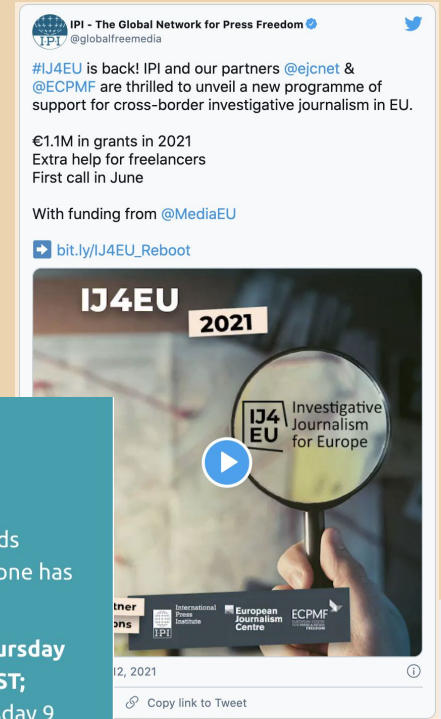 IPI - The Global Network for Press Freedom
@globalfreemedia
#IJ4EU is back! IPI and our partners @ejcnet &
@ECPMF are thrilled to unveil a new programme of
support for cross-border investigative journalism in EU.
€1.1M in grants in 2021
Extra help for freelancers
First call in June
With funding from @MediaEU
bit.ly/IJ4EU_Reboot
IJ4EU
2021
IJ4
EU
Investigative
Journalism
for Europe
one has
ST;
day 9
International
Press
Institute
IPI
European
Journalism
Centre
ECPMF
2, 2021
Copy link to Tweet